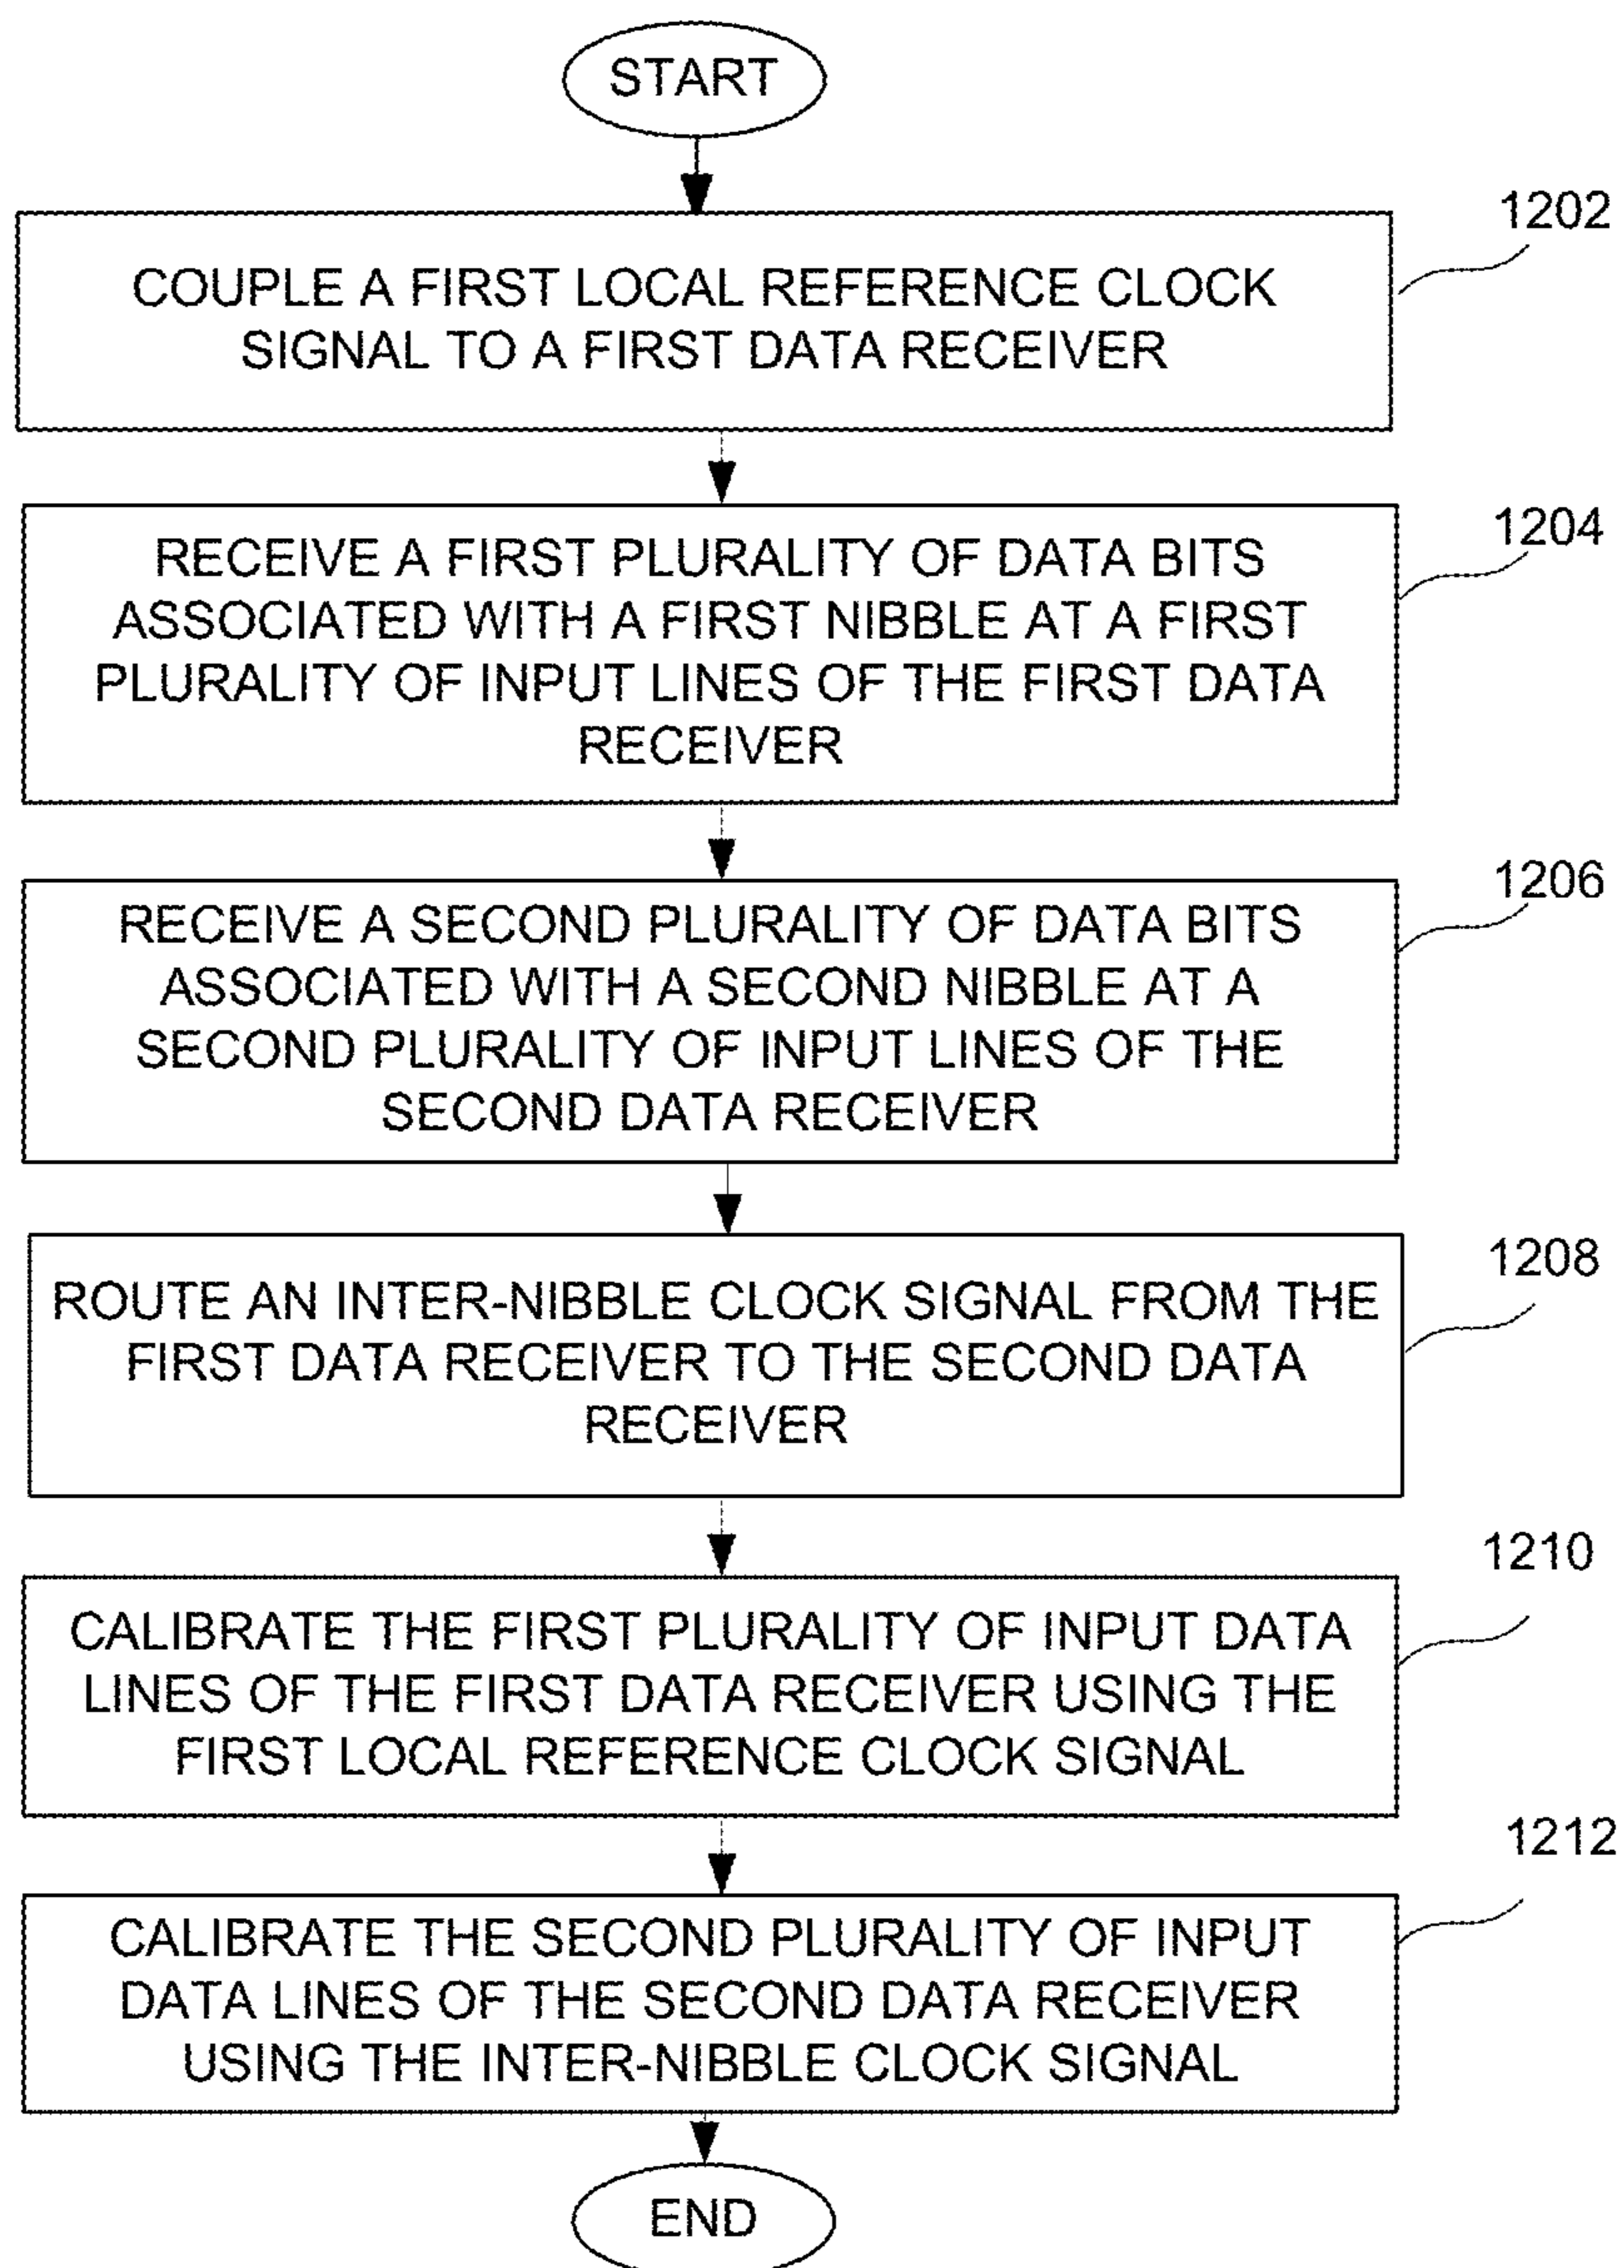 START
1202
COUPLE A FIRST LOCAL REFERENCE CLOCK
SIGNAL TO A FIRST DATA RECEIVER
1204
RECEIVE A FIRST PLURALITY OF DATA BITS
ASSOCIATED WITH A FIRST NIBBLE AT A FIRST
PLURALITY OF INPUT LINES OF THE FIRST DATA
RECEIVER
1206
RECEIVE A SECOND PLURALITY OF DATA BITS
ASSOCIATED WITH A SECOND NIBBLE AT A
SECOND PLURALITY OF INPUT LINES OF THE
SECOND DATA RECEIVER
1208
ROUTE AN INTER-NIBBLE CLOCK SIGNAL FROM THE
FIRST DATA RECEIVER TO THE SECOND DATA
RECEIVER
1210
CALIBRATE THE FIRST PLURALITY OF INPUT DATA
LINES OF THE FIRST DATA RECEIVER USING THE
FIRST LOCAL REFERENCE CLOCK SIGNAL
1212
CALIBRATE THE SECOND PLURALITY OF INPUT
DATA LINES OF THE SECOND DATA RECEIVER
USING THE INTER-NIBBLE CLOCK SIGNAL
END